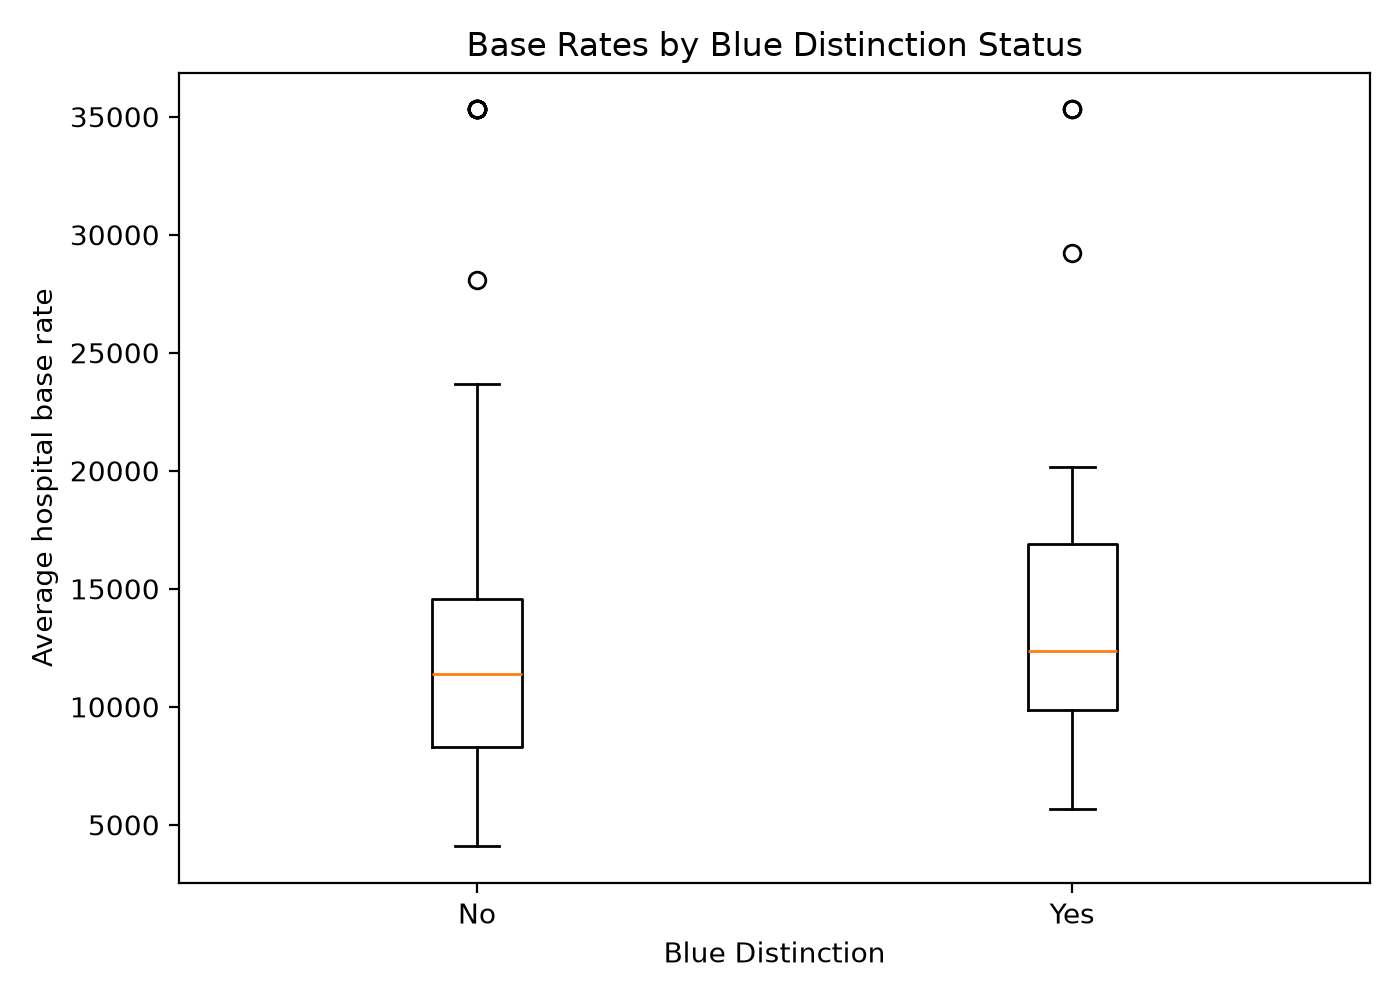 Base Rates by Blue Distinction Status
Average hospital base rate
35000
30000
25000
20000
15000
10000
5000
No
Yes
Blue Distinction